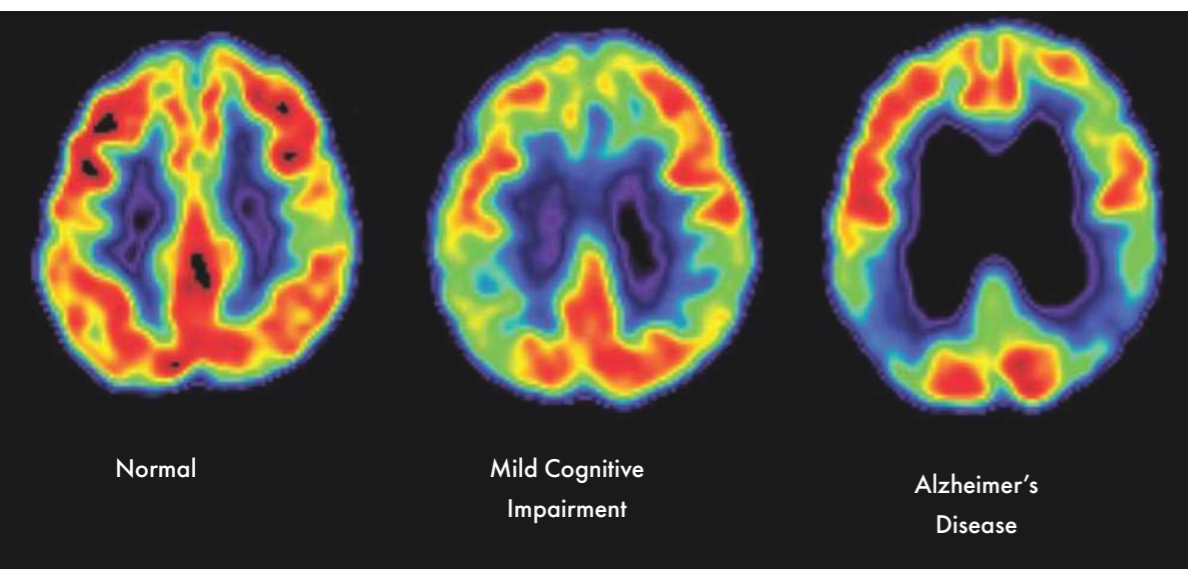 Normal
Mild Cognitive
Impairment
Alzheimer’s
Disease